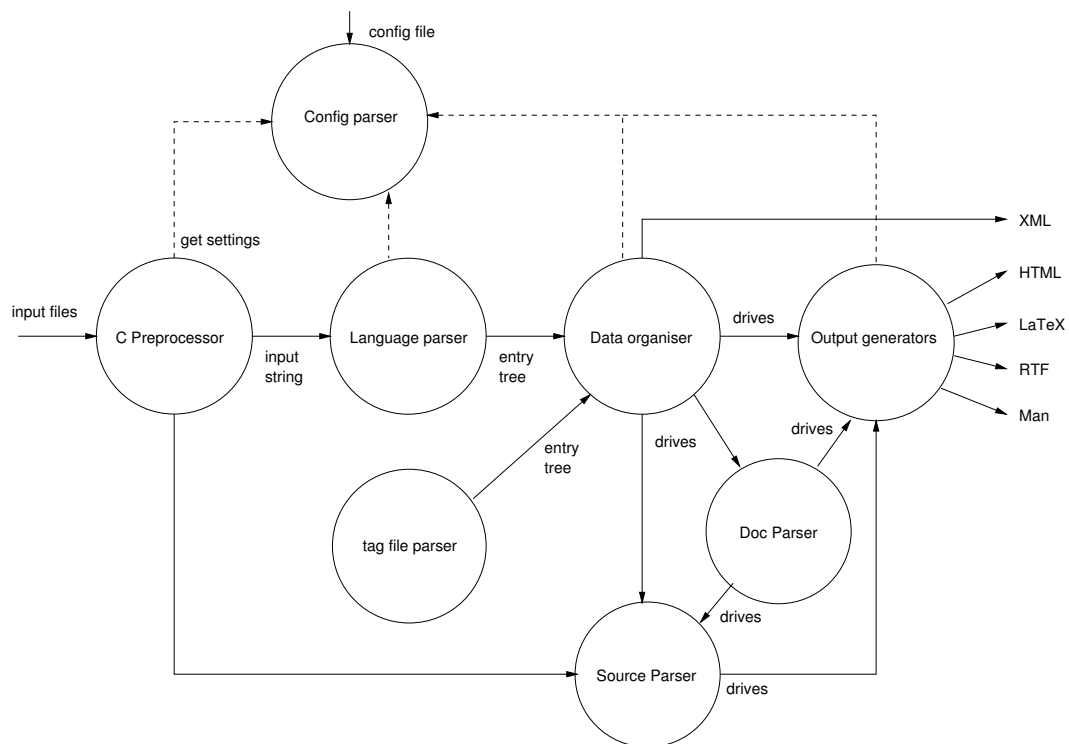 config file
Config parser
get settings
XML
HTML
input files
C Preprocessor
Language parser
Data organiser
drives
Output generators
LaTeX
RTF
Man
input
string
entry
tree
drives
drives
entry
tree
tag file parser
Doc Parser
drives
Source Parser
drives